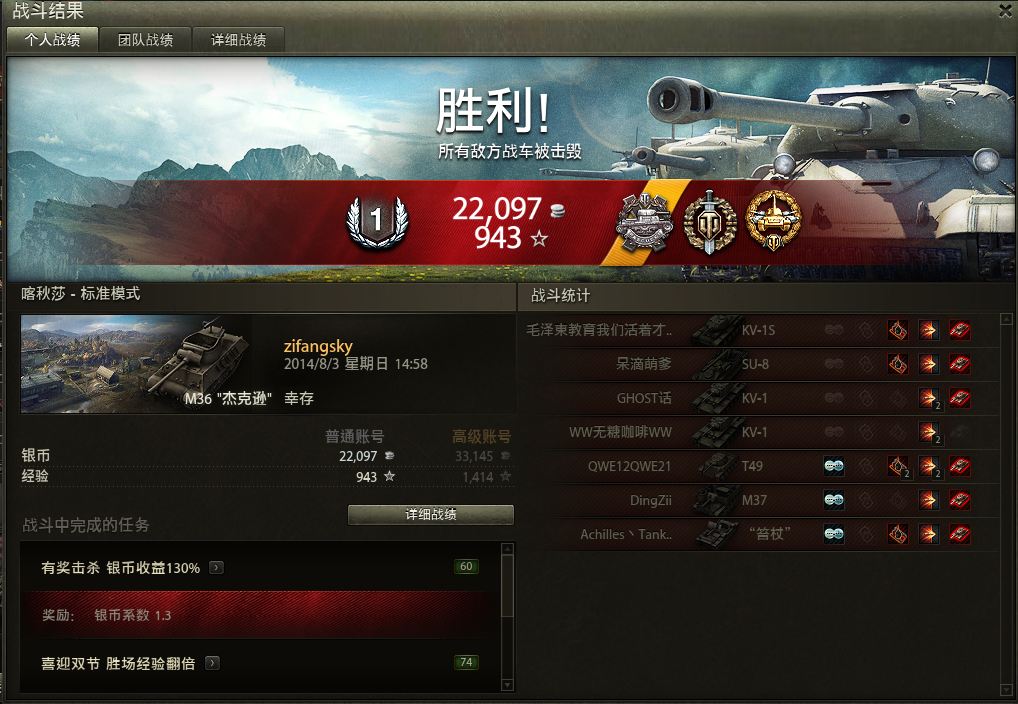 战斗结果
个人战绩 团队战绩 详细战绩
胜利!
所有敌方战车被击毁
1
22,097
943
喀秋莎 - 标准模式
zifangsky
2014/8/3 星期日 14:58
M36 "杰克逊" 幸存
普通账号 高级账号
银币 22,097 33,145
经验 943 1,414
战斗中完成的任务
详细战绩
有奖击杀 银币收益130% 60
奖励: 银币系数 1.3
喜迎双节 胜场经验翻倍 74
战斗统计
毛泽東教育我们活着才.. KV-1S
呆滴萌爹 SU-8
GHOST话 KV-1 2
WW无糖咖啡WW KV-1 2
QWE12QWE21 T49 2 2
DingZii M37
Achilles丶Tank.. “笞杖”